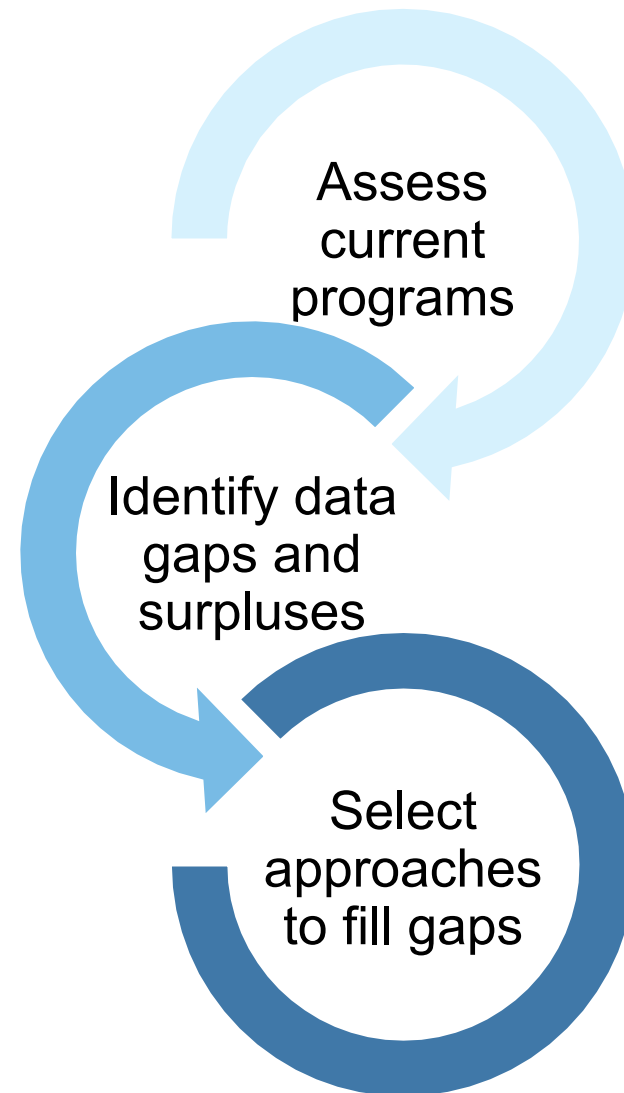 Assess
current
programs
Identify data
gaps and
surpluses
Select
approaches
to fill gaps